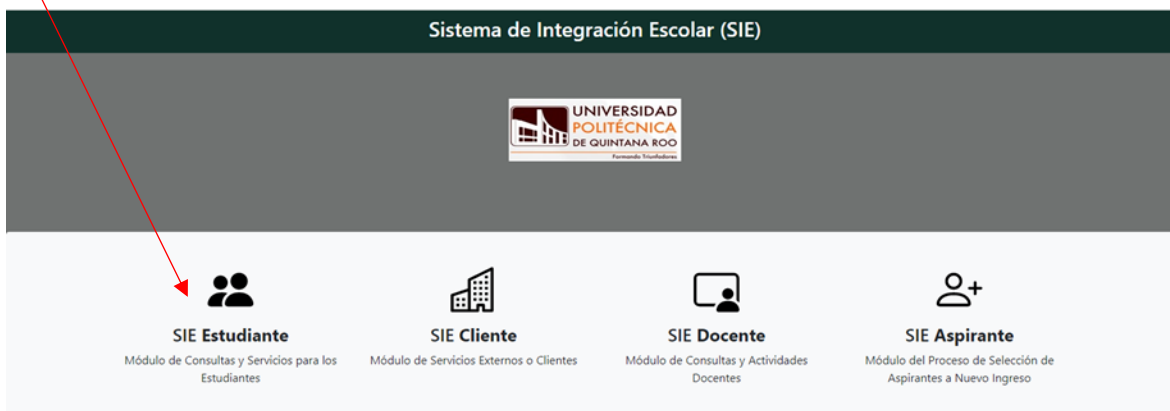 Sistema de Integración Escolar (SIE)
UNIVERSIDAD
POLITÉCNICA
DE QUINTANA ROO
Formando Triunfadores
SIE Estudiante
Módulo de Consultas y Servicios para los
Estudiantes
SIE Cliente
Módulo de Servicios Externos o Clientes
SIE Docente
Módulo de Consultas y Actividades
Docentes
SIE Aspirante
Módulo del Proceso de Selección de
Aspirantes a Nuevo Ingreso